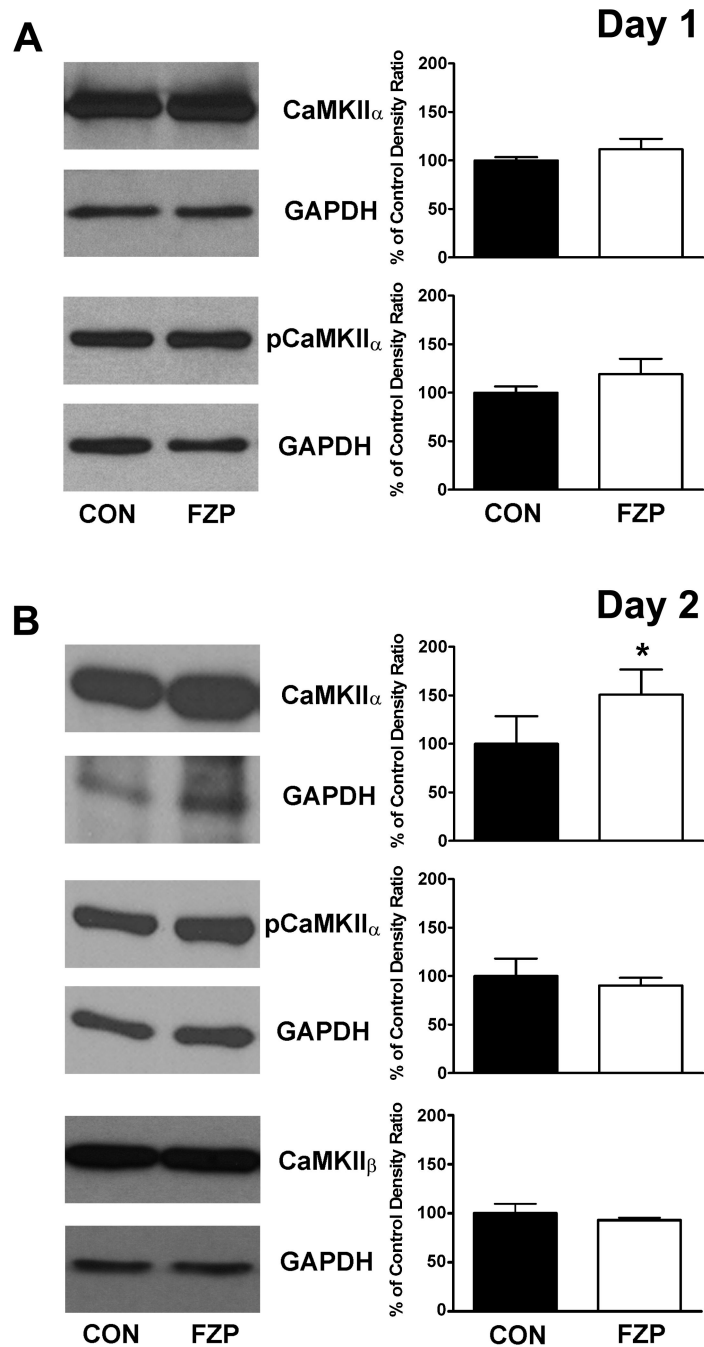 A
Day 1
CaMKIIα
GAPDH
% of Control Density Ratio
200
150
100
50
0
pCaMKIIα
GAPDH
% of Control Density Ratio
200
150
100
50
0
CON FZP
CON FZP
B
Day 2
CaMKIIα
GAPDH
% of Control Density Ratio
200
150
100
50
0
*
pCaMKIIα
GAPDH
% of Control Density Ratio
200
150
100
50
0
CaMKIIβ
GAPDH
% of Control Density Ratio
200
150
100
50
0
CON FZP
CON FZP